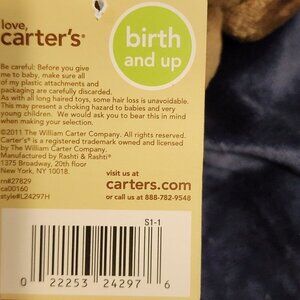 love,
carter's®
birth
and up
Be careful: Before you give
me to baby, make sure all
of my plastic attachments and
packaging are carefully discarded.
As with all long haired toys, some hair loss is unavoidable.
This may present a choking hazard to babies and very
young children. We would ask you to bear this in mind
when making your selection.
©2011 The William Carter Company. All rights reserved.
Carter's® is a registered trademark owned and licensed
by The William Carter Company.
Manufactured by Rashti & Rashti®
1375 Broadway, 20th floor
New York, NY 10018.
rn#27829
ca00160
style#L24297H
visit us at
carters.com
or call us at 888-782-9548
S1-1
0 22253 24297 6